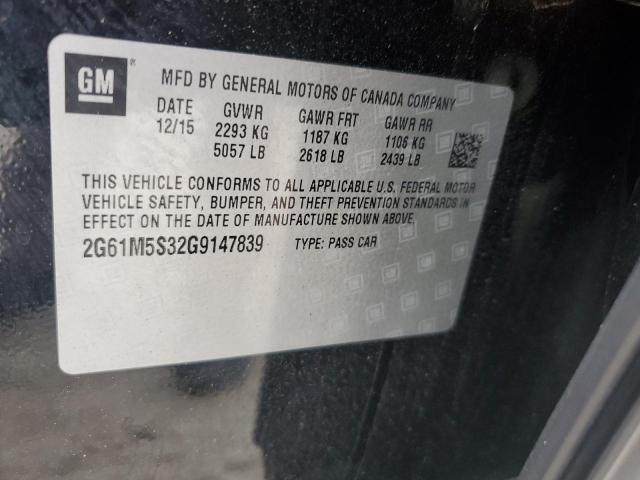 GM ®
MFD BY GENERAL MOTORS OF CANADA COMPANY
DATE GVWR GAWR FRT GAWR RR
12/15 2293 KG 1187 KG 1106 KG
5057 LB 2618 LB 2439 LB
THIS VEHICLE CONFORMS TO ALL APPLICABLE U.S. FEDERAL MOTOR
VEHICLE SAFETY, BUMPER, AND THEFT PREVENTION STANDARDS IN
EFFECT ON THE DATE OF MANUFACTURE SHOWN ABOVE.
2G61M5S32G9147839 TYPE: PASS CAR